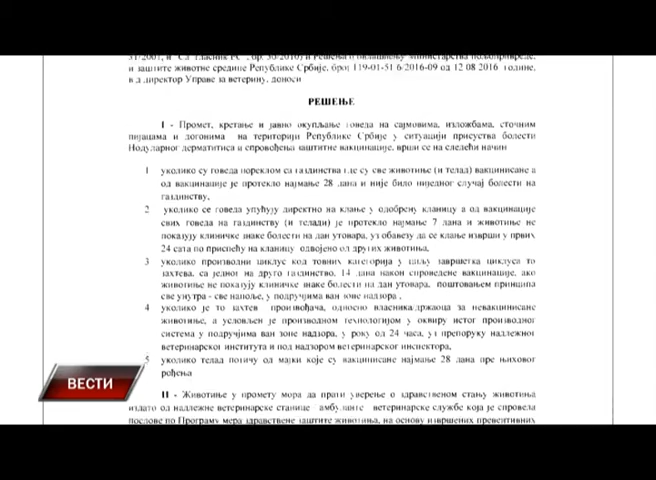 и заштите животне средине Републике Србије, број 119-01-51 6/2016-09 од 12 08 2016 године,
в д директор Управе за ветерину, доноси
РЕШЕЊЕ
I - Промет, кретање и јавно окупљање говеда на сајмовима, изложбама, сточним
пијацама и догонима на територији Републике Србије у ситуацији присуства болести
Нодуларног дерматитиса и спровођења заштитне вакцинације, врши се на следећи начин
1 уколико су говеда пореклом са газдинства где су све животиње (и телад) вакцинисане а
од вакцинације је протекло најмање 28 дана и није било ниједног случај болести на
газдинству,
2 уколико се говеда упућују директно на клање у одобрену кланицу а од вакцинације
свих говеда на газдинству (и телади) је протекло најмање 7 дана и животиње не
показују клиничке знаке болести на дан утовара, уз обавезу да се клање изврши у првих
24 сата по приспећу на кланицу одвојено од других животиња,
3 уколико производни циклус код товних категорија у циљу завршетка циклуса то
захтева, са једног на друго газдинство, 14 дана након спроведене вакцинације, ако
животиње не показују клиничке знаке болести на дан утовара, поштовањем принципа
све унутра - све напоље, у подручјима ван зоне надзора,
4 уколико је то захтев произвођача, односно власника/држаоца за невакцинисане
животиње, а условљен је производном технологијом у оквиру истог производног
система у подручјима ван зоне надзора, у року од 24 часа, уз препоруку надлежног
ветеринарског института и под надзором ветеринарског инспектора,
5 уколико телад потичу од мајки које су вакцинисане најмање 28 дана пре њиховог
рођења
ВЕСТИ
II - Животиње у промету мора да прати уверење о здравственом стању животиња
издато од надлежне ветеринарске станице амбуланте ветеринарске службе која је спровела
послове по Програму мера здравствене заштите животиња, на основу извршених превентивних